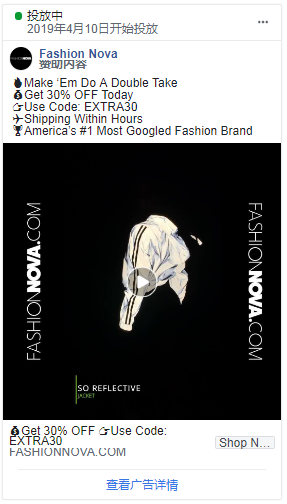 投放中
2019年4月10日开始投放
Fashion Nova
赞助内容
🔥Make ‘Em Do A Double Take
💰Get 30% OFF Today
👉Use Code: EXTRA30
✈Shipping Within Hours
🏆America’s #1 Most Googled Fashion Brand
FASHIONNOVA
FASHIONNOVA.COM
FASHIONNOVA.COM
SO REFLECTIVE
JACKET
💰Get 30% OFF 👉Use Code:
EXTRA30
Shop N…
FASHIONNOVA.COM
查看广告详情